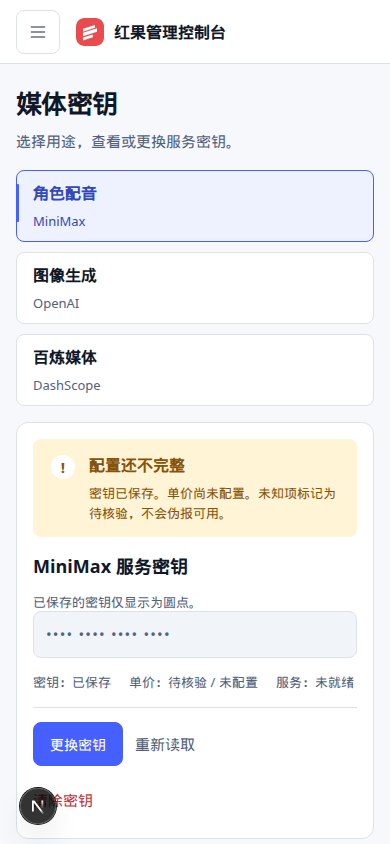 红果管理控制台
媒体密钥
选择用途，查看或更换服务密钥。
角色配音
MiniMax
图像生成
OpenAI
百炼媒体
DashScope
!
配置还不完整
密钥已保存。单价尚未配置。未知项标记为
待核验，不会伪报可用。
MiniMax 服务密钥
已保存的密钥仅显示为圆点。
•••• •••• •••• ••••
密钥：已保存 单价：待核验 / 未配置 服务：未就绪
更换密钥 重新读取
除密钥
N